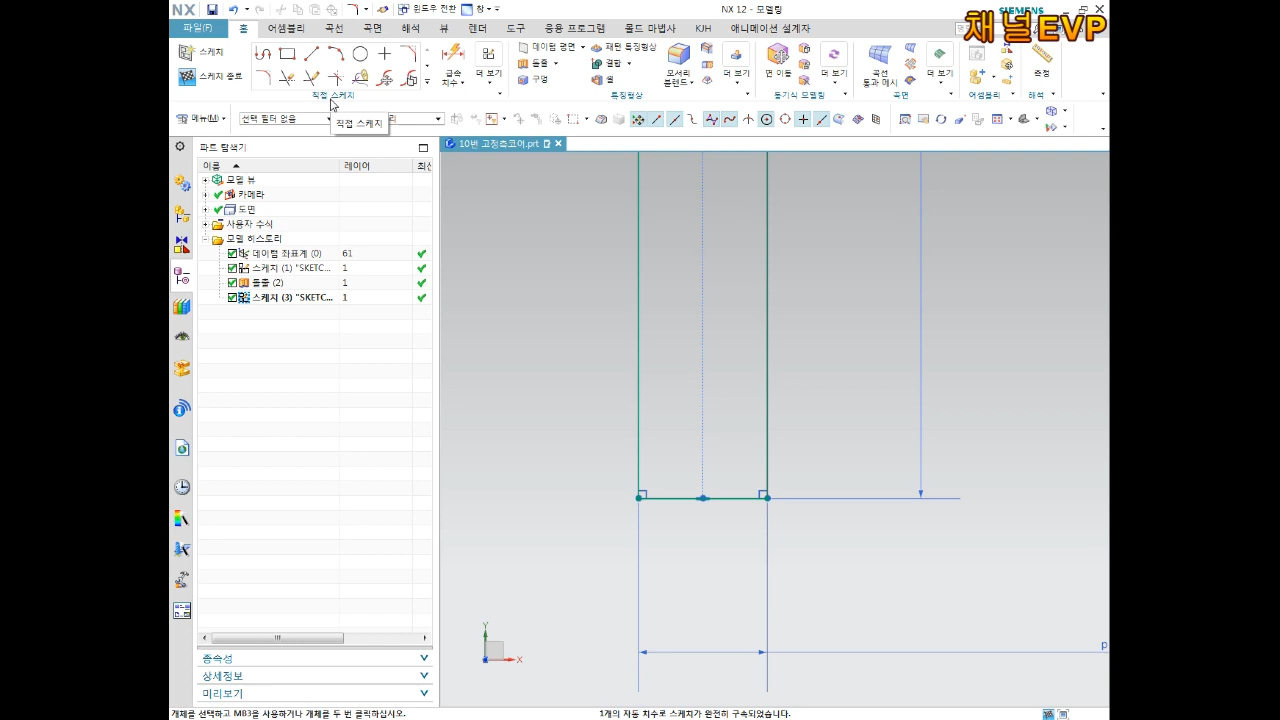 NX
윈도우 전환
창
NX 12 - 모델링
SIEMENS
채널EVP
파일(F)
홈
어셈블리
곡선
곡면
해석
뷰
렌더
도구
응용 프로그램
몰드 마법사
KJH
애니메이션 설계자
스케치
스케치 종료
급속 치수
더 보기
데이텀 평면
돌출
구멍
패턴 특징형상
결합
쉘
모서리 블렌드
더 보기
면 이동
더 보기
곡선 통과 메시
더 보기
측정
직접 스케치
특징형상
동기식 모델링
곡면
어셈블리
해석
메뉴(M)
선택 필터 없음
리
직접 스케치
파트 탐색기
10번 고정측코어.prt
이름
레이어
최신
모델 뷰
카메라
도면
사용자 수식
모델 히스토리
데이텀 좌표계 (0)
61
스케치 (1) "SKETC...
1
돌출 (2)
1
스케치 (3) "SKETC...
1
Y
X
p
종속성
상세정보
미리보기
개체를 선택하고 MB3을 사용하거나 개체를 두 번 클릭하십시오.
1개의 자동 치수로 스케치가 완전히 구속되었습니다.